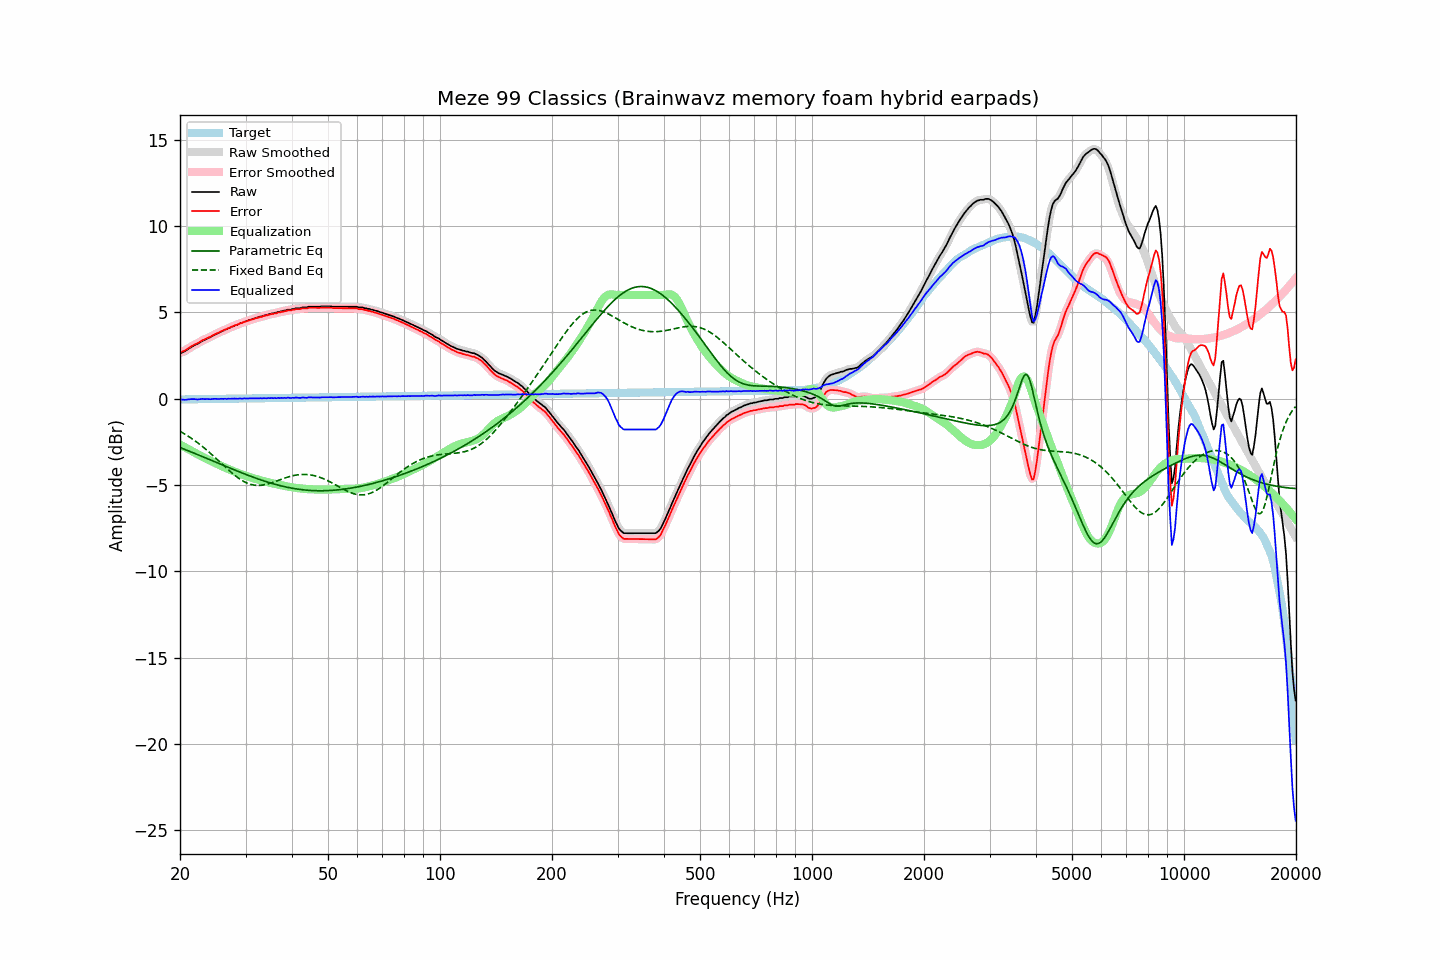 Meze 99 Classics (Brainwavz memory foam hybrid earpads)
Target
Raw Smoothed
Error Smoothed
Raw
Error
Equalization
Parametric Eq
Fixed Band Eq
Equalized
Amplitude (dBr)
15
10
5
0
−5
−10
−15
−20
−25
20 50 100 200 500 1000 2000 5000 10000 20000
Frequency (Hz)